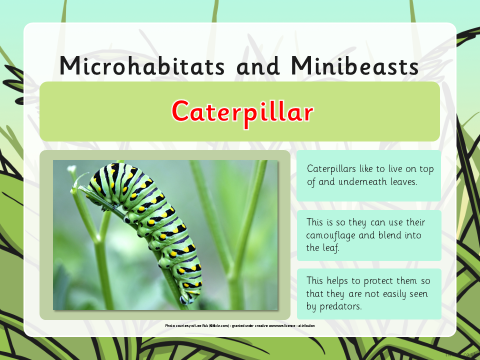 Microhabitats and Minibeasts
Caterpillar
Caterpillars like to live on top
of and underneath leaves.
This is so they can use their
camouflage and blend into
the leaf.
This helps to protect them so
that they are not easily seen
by predators.